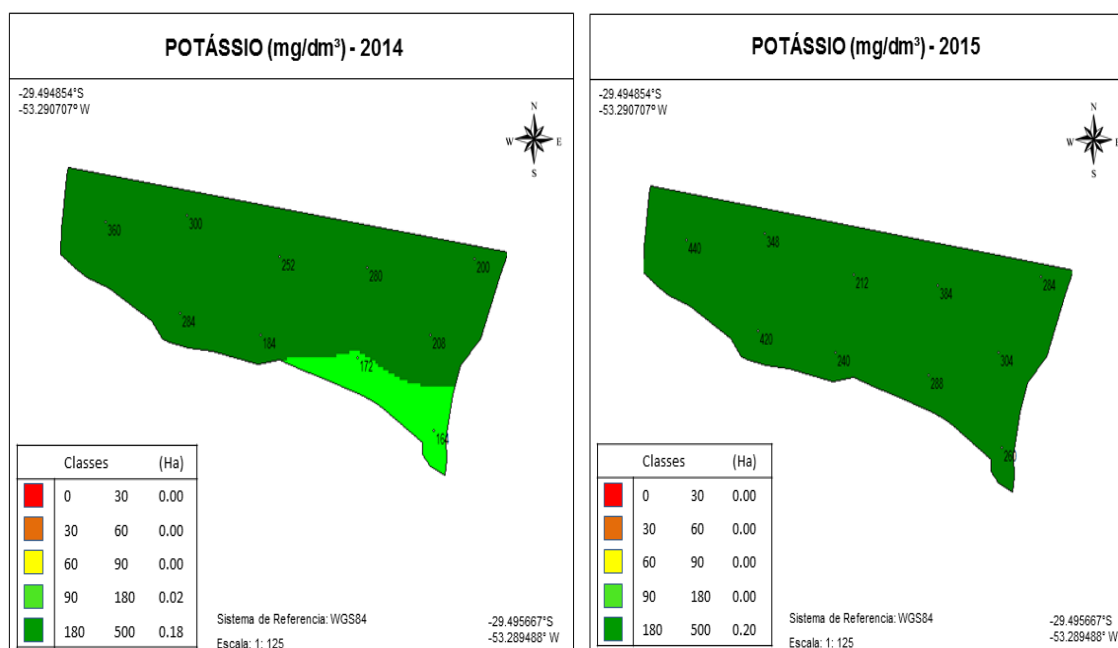 POTÁSSIO (mg/dm³) - 2014
-29.494854°S
-53.290707° W
N
W E
S
360
300
252
280
200
284
184
208
172
164
Classes (Ha)
0 30 0.00
30 60 0.00
60 90 0.00
90 180 0.02
180 500 0.18
Sistema de Referencia: WGS84
Escala: 1: 125
-29.495667°S
-53.289488° W
POTÁSSIO (mg/dm³) - 2015
-29.494854°S
-53.290707° W
N
W E
S
440
348
212
384
284
420
240
304
288
260
Classes (Ha)
0 30 0.00
30 60 0.00
60 90 0.00
90 180 0.00
180 500 0.20
Sistema de Referencia: WGS84
Escala: 1: 125
-29.495667°S
-53.289488° W